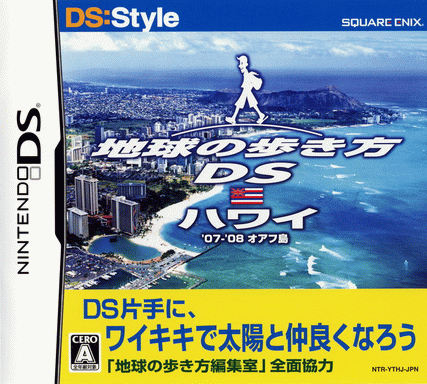 DS:Style
SQUARE ENIX
地球の歩き方
DS
ハワイ
'07-'08 オアフ島
NINTENDO DS
DS片手に、
ワイキキで太陽と仲良くなろう
「地球の歩き方編集室」全面協力
CERO
A
全年齢対象
NTR-YTHJ-JPN